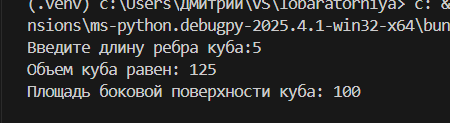 (.venv) c:\Users\Дмитрий\VS\lobaratorniya> c: &
nsions\ms-python.debugpy-2025.4.1-win32-x64\bun
Введите длину ребра куба:5
Объем куба равен: 125
Площадь боковой поверхности куба: 100